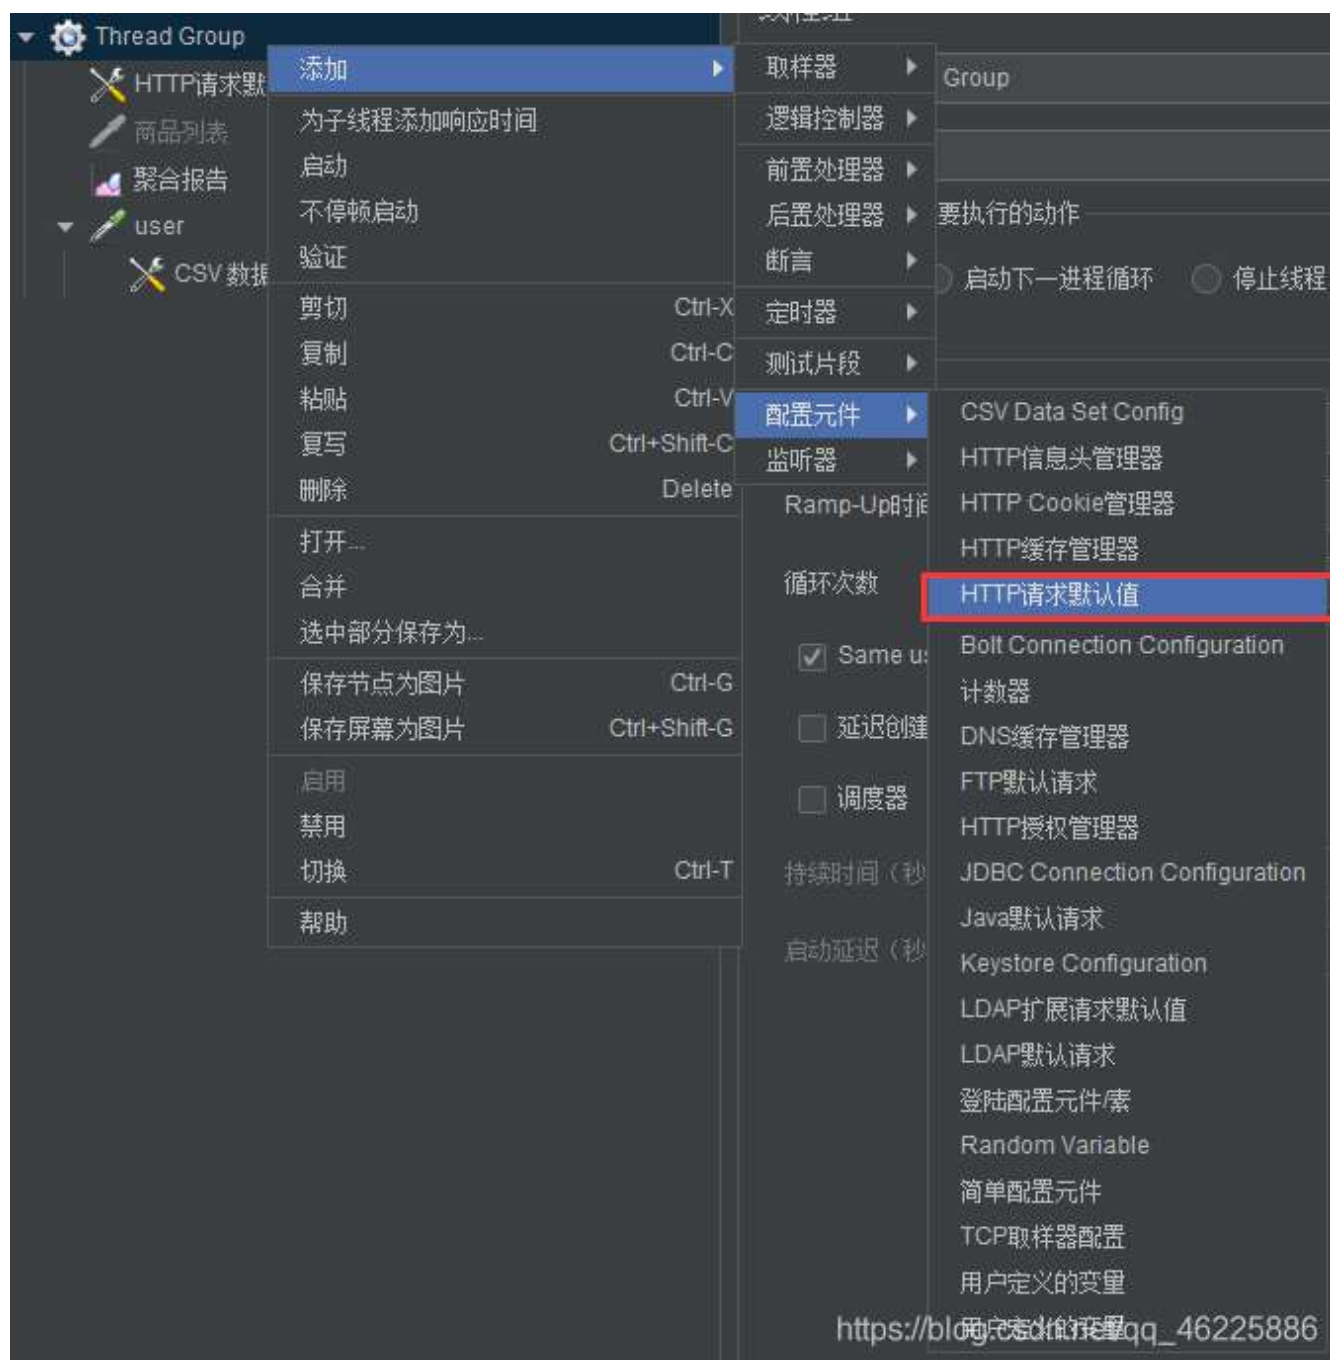 Thread Group
HTTP请求默
商品列表
聚合报告
user
CSV 数据
添加
为子线程添加响应时间
启动
不停顿启动
验证
剪切 Ctrl-X
复制 Ctrl-C
粘贴 Ctrl-V
复写 Ctrl+Shift-C
删除 Delete
打开...
合并
选中部分保存为...
保存节点为图片 Ctrl-G
保存屏幕为图片 Ctrl+Shift-G
启用
禁用
切换 Ctrl-T
帮助
取样器
逻辑控制器
前置处理器
后置处理器
断言
定时器
测试片段
配置元件
监听器
线程组
Group
要执行的动作
启动下一进程循环 停止线程
Ramp-Up时间
循环次数
Same us
延迟创建
调度器
持续时间（秒
启动延迟（秒
CSV Data Set Config
HTTP信息头管理器
HTTP Cookie管理器
HTTP缓存管理器
HTTP请求默认值
Bolt Connection Configuration
计数器
DNS缓存管理器
FTP默认请求
HTTP授权管理器
JDBC Connection Configuration
Java默认请求
Keystore Configuration
LDAP扩展请求默认值
LDAP默认请求
登陆配置元件/素
Random Variable
简单配置元件
TCP取样器配置
用户定义的变量
https://blog.csdn.net/qq_46225886